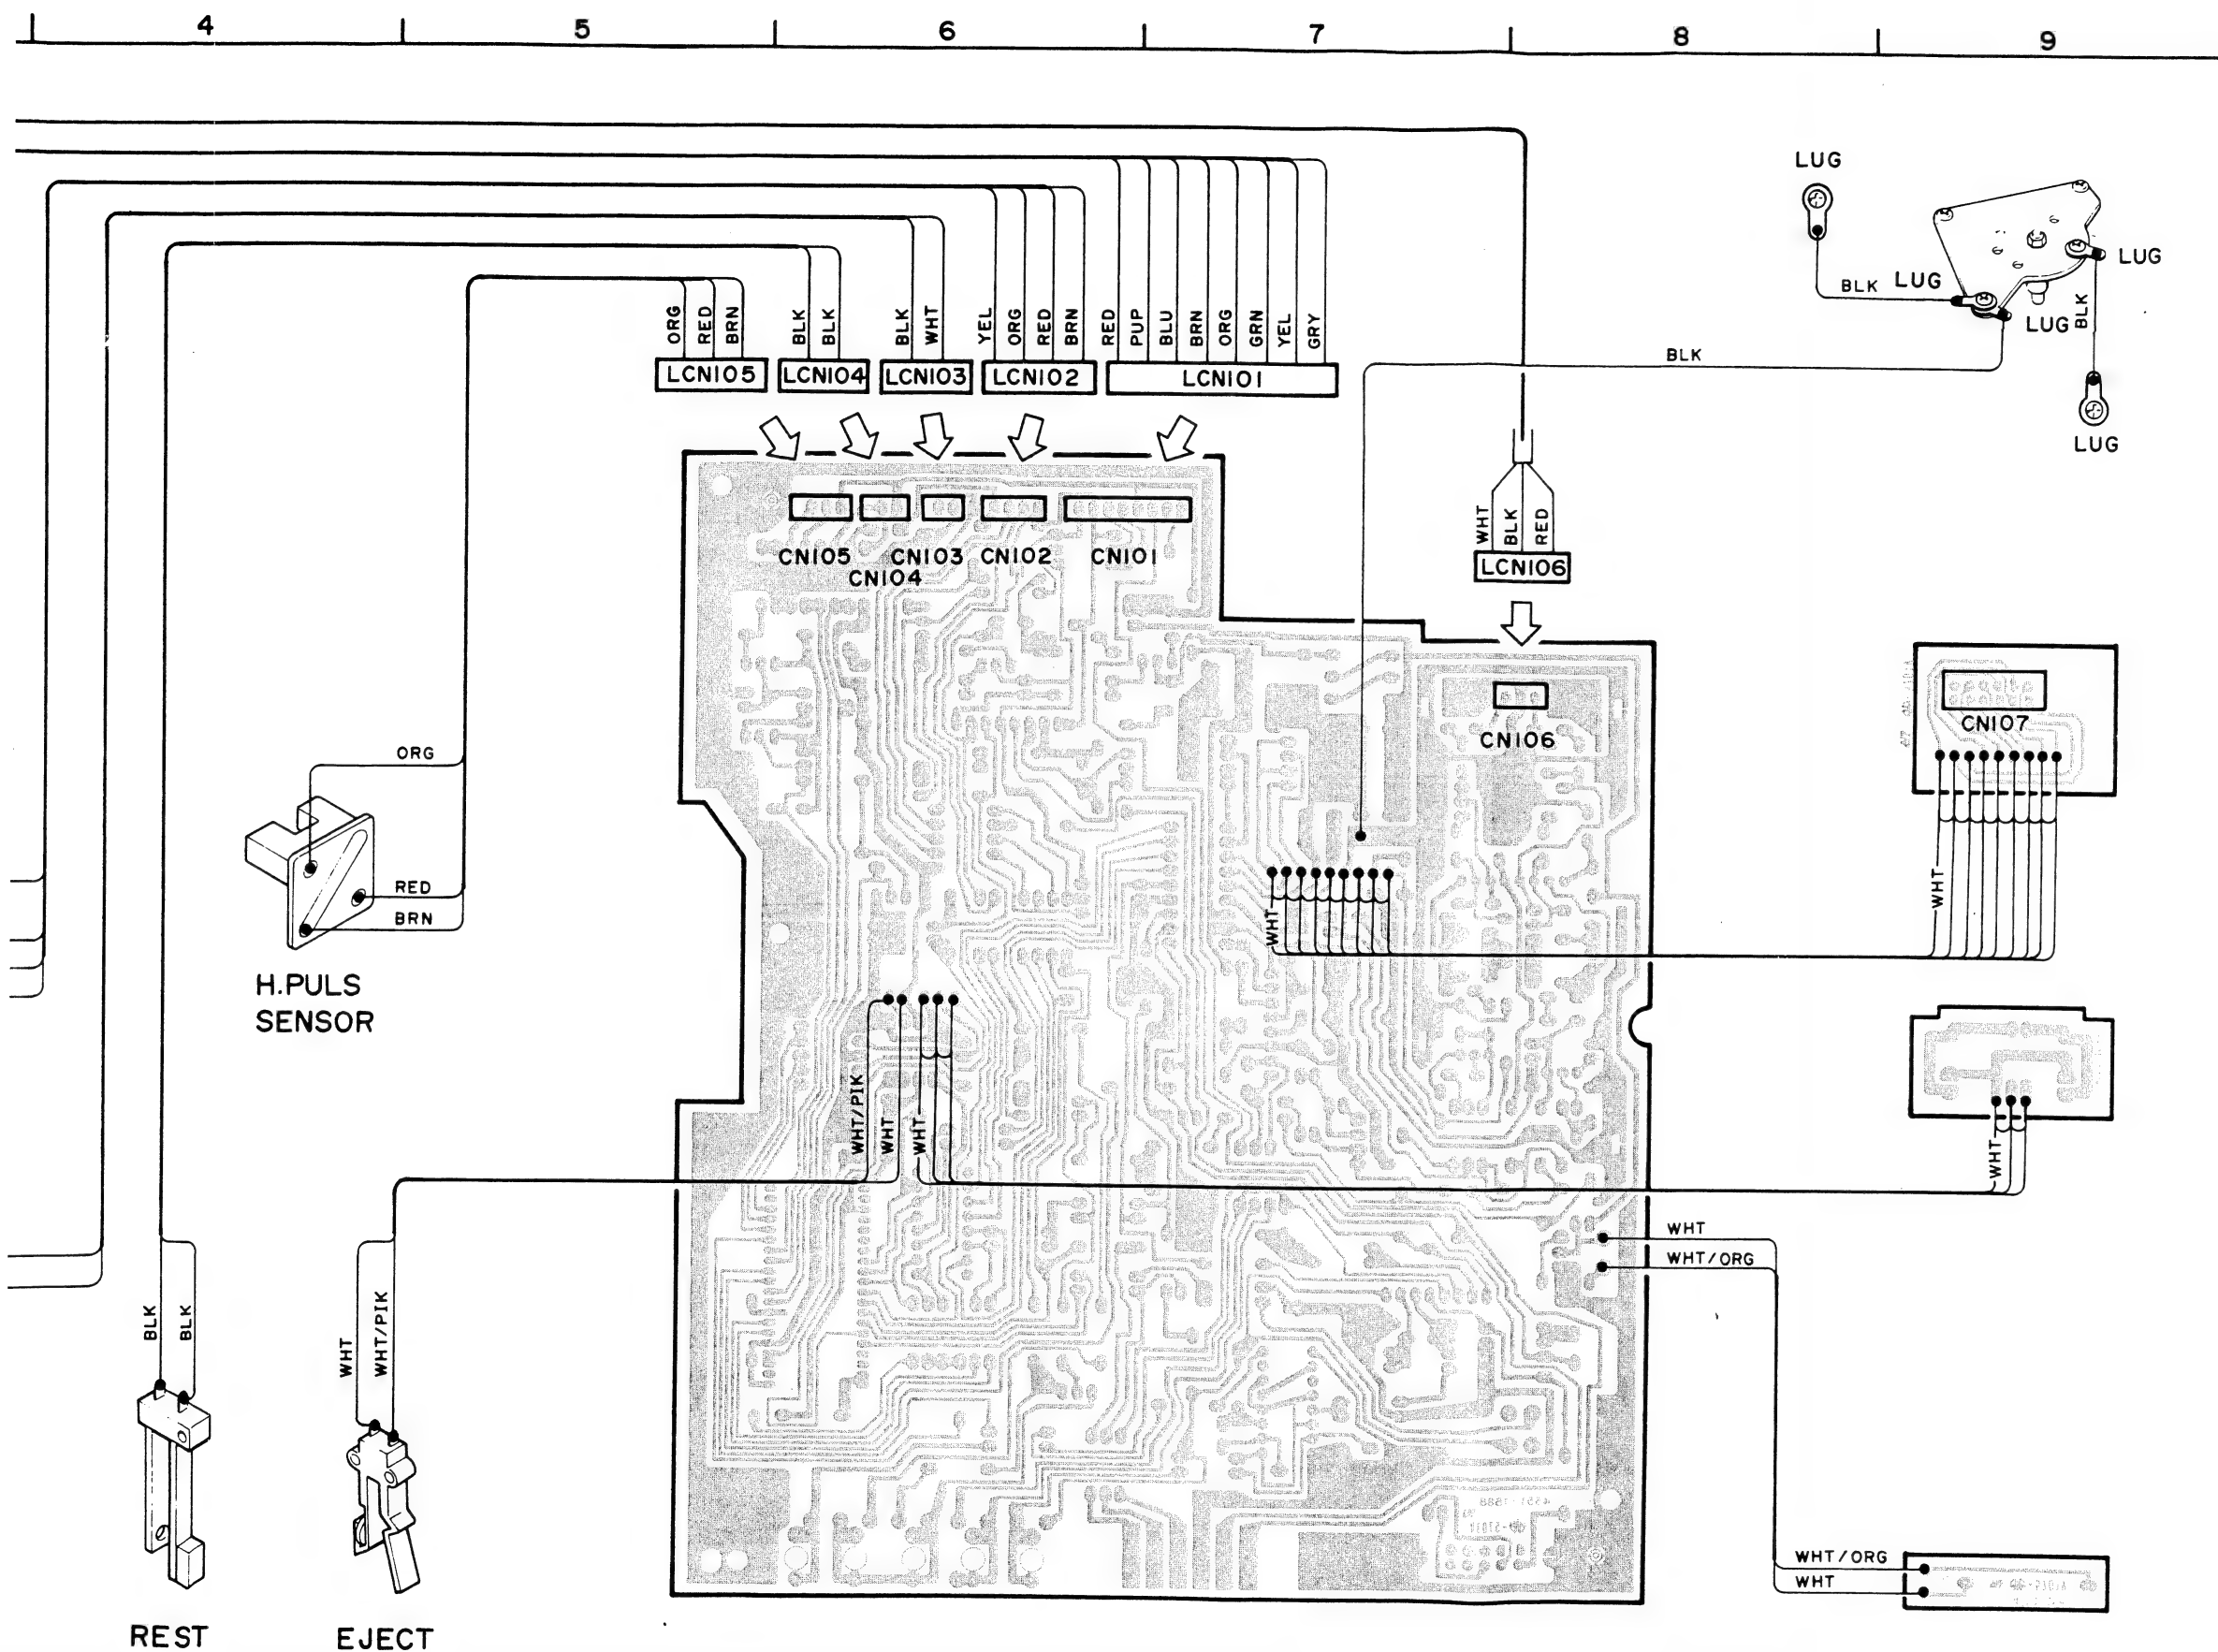 4 5 6 7 8 9
LUG
LUG
BLK LUG
LUG
BLK
BLK
LUG
ORG RED BRN BLK BLK BLK WHT YEL ORG RED BRN RED PUP BLU BRN ORG GRN YEL GRY
LCN105 LCN104 LCN103 LCN102 LCN101
WHT BLK RED
LCN106
CN105 CN103 CN102 CN101
CN104
CN106
CN107
ORG
RED
BRN
H.PULS
SENSOR
WHT
WHT
WHT/PIK WHT WHT
WHT
WHT
WHT/ORG
BLK BLK
WHT WHT/PIK
WHT/ORG
WHT
REST EJECT